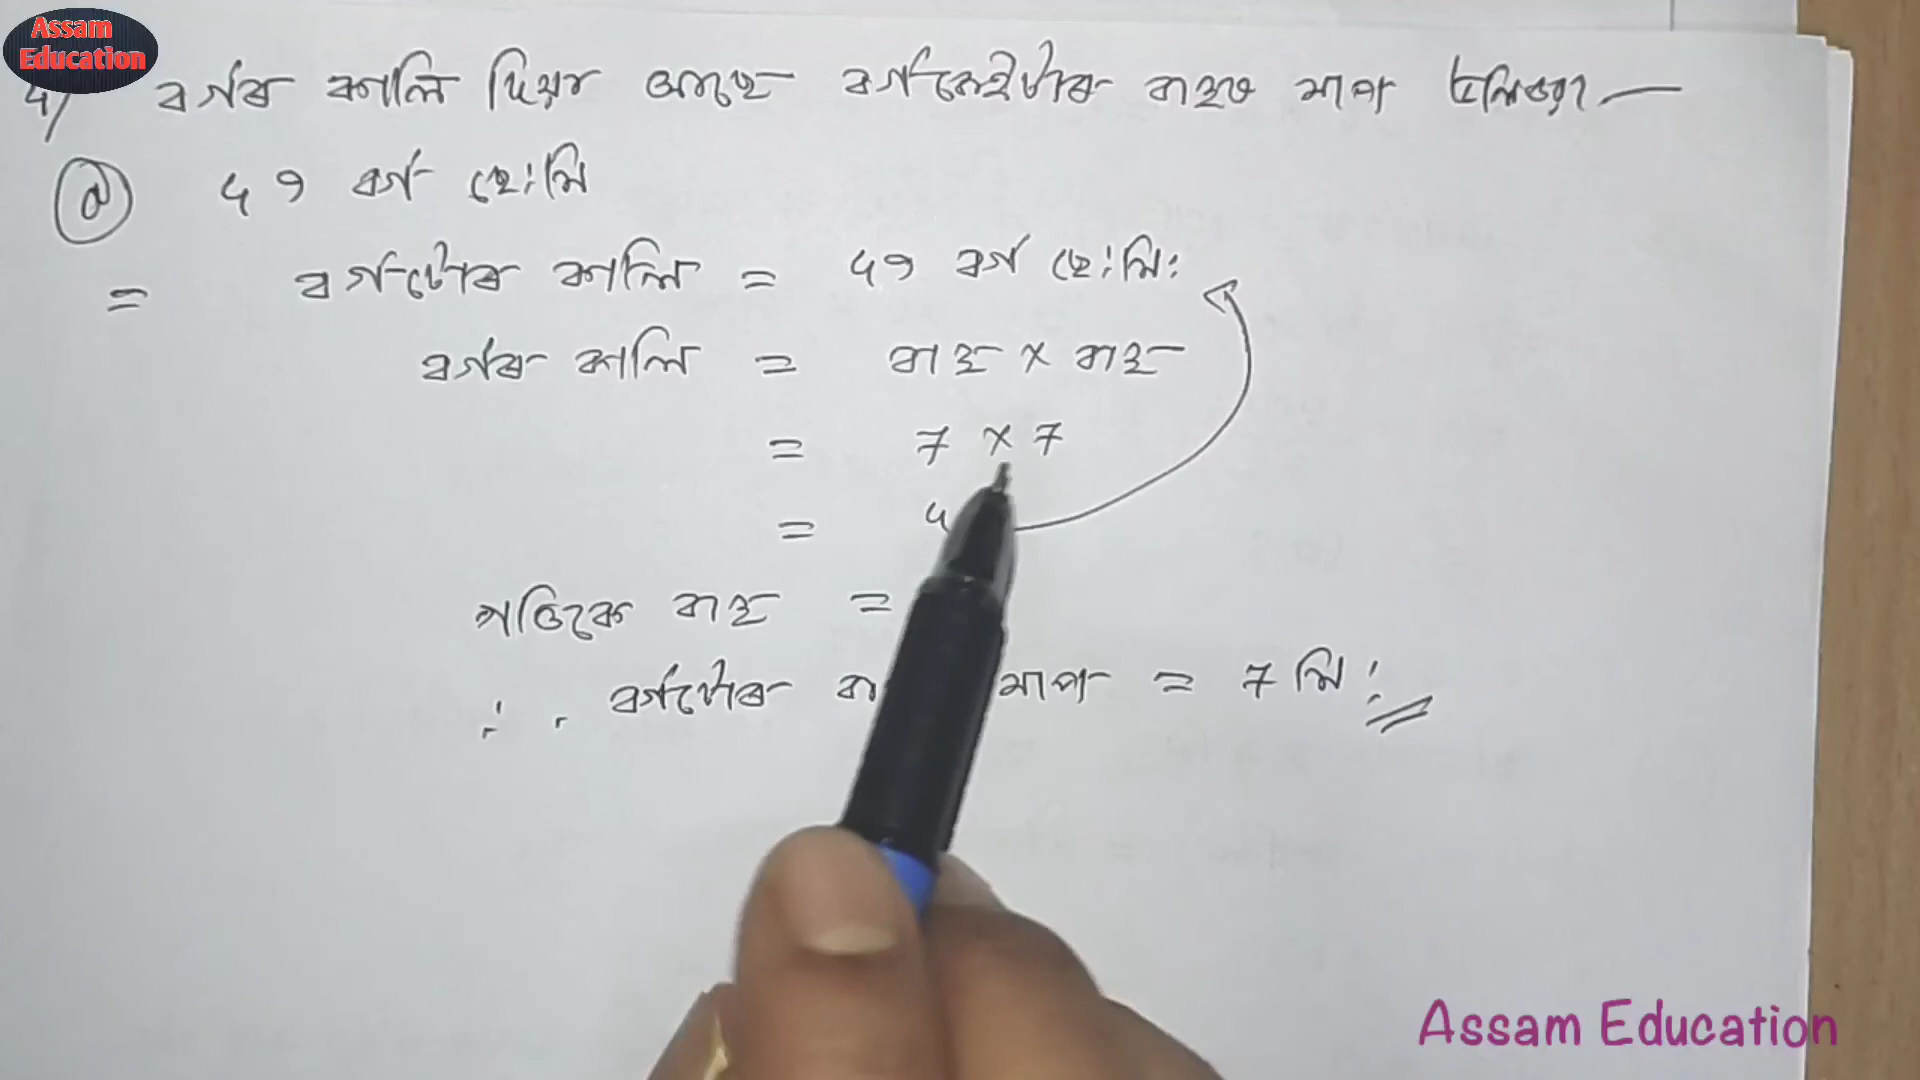 Assam
Education
4/ বৰ্গৰ কালি দিয়া আছে বৰ্গকেইটাৰ বাহুৰ মাপ উলিওৱা —
ⓐ 49 বৰ্গ ছে:মি
= বৰ্গটোৰ কালি = 49 বৰ্গ ছে:মি:
বৰ্গৰ কালি = বাহু × বাহু
= 7 × 7
= 4
প্ৰতিটো বাহু =
∴ বৰ্গটোৰ বা মাপ = 7 মি:
Assam Education